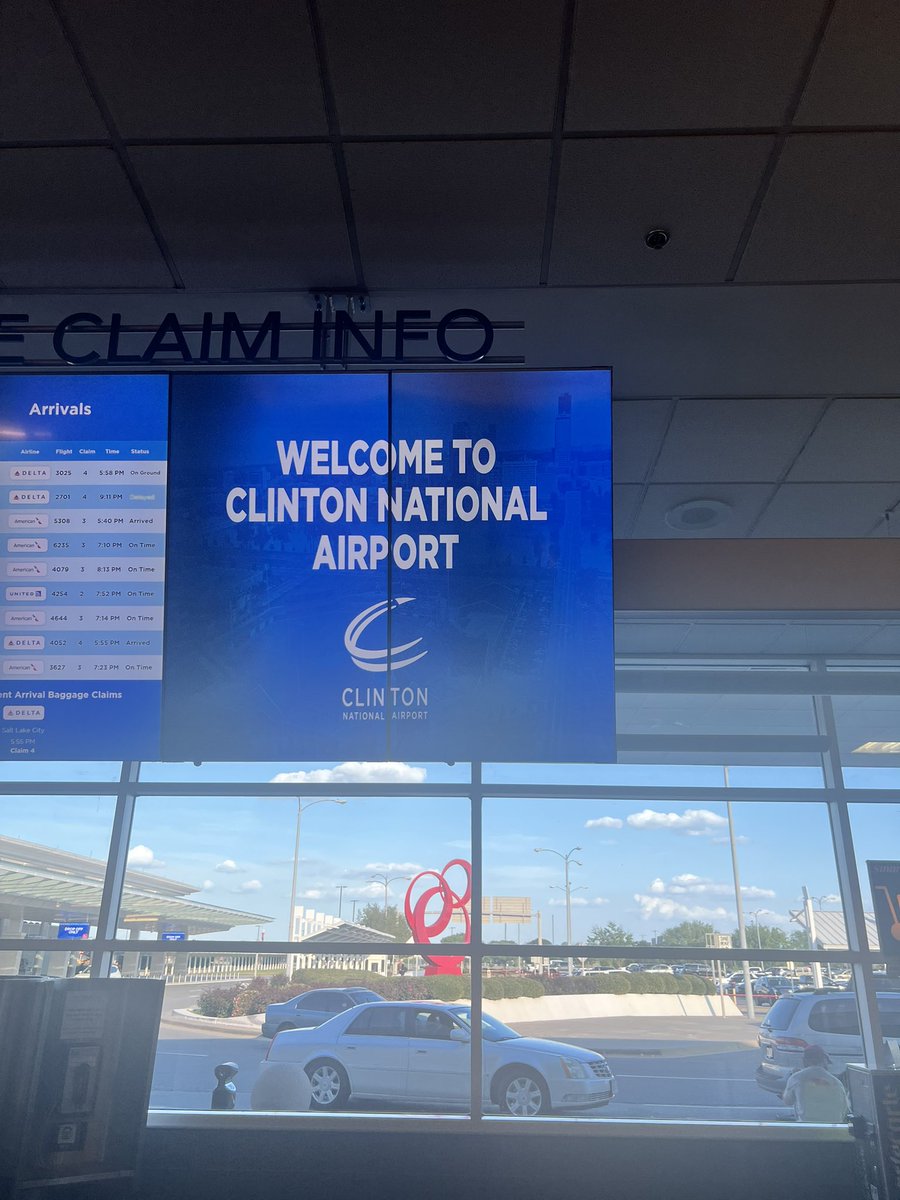 E CLAIM INFO
Arrivals
Airline Flight Claim Time Status
DELTA 3025 4 5:58 PM On Ground
DELTA 2701 4 9:11 PM Delayed
American 5308 3 5:40 PM Arrived
American 6235 3 7:10 PM On Time
American 4079 3 8:13 PM On Time
UNITED 4254 2 7:52 PM On Time
American 4644 3 7:14 PM On Time
DELTA 4052 4 5:55 PM Arrived
American 3627 3 7:23 PM On Time
ent Arrival Baggage Claims
DELTA
Salt Lake City
5:55 PM
Claim 4
WELCOME TO
CLINTON NATIONAL
AIRPORT
CLINTON
NATIONAL AIRPORT
DROP OFF
ONLY